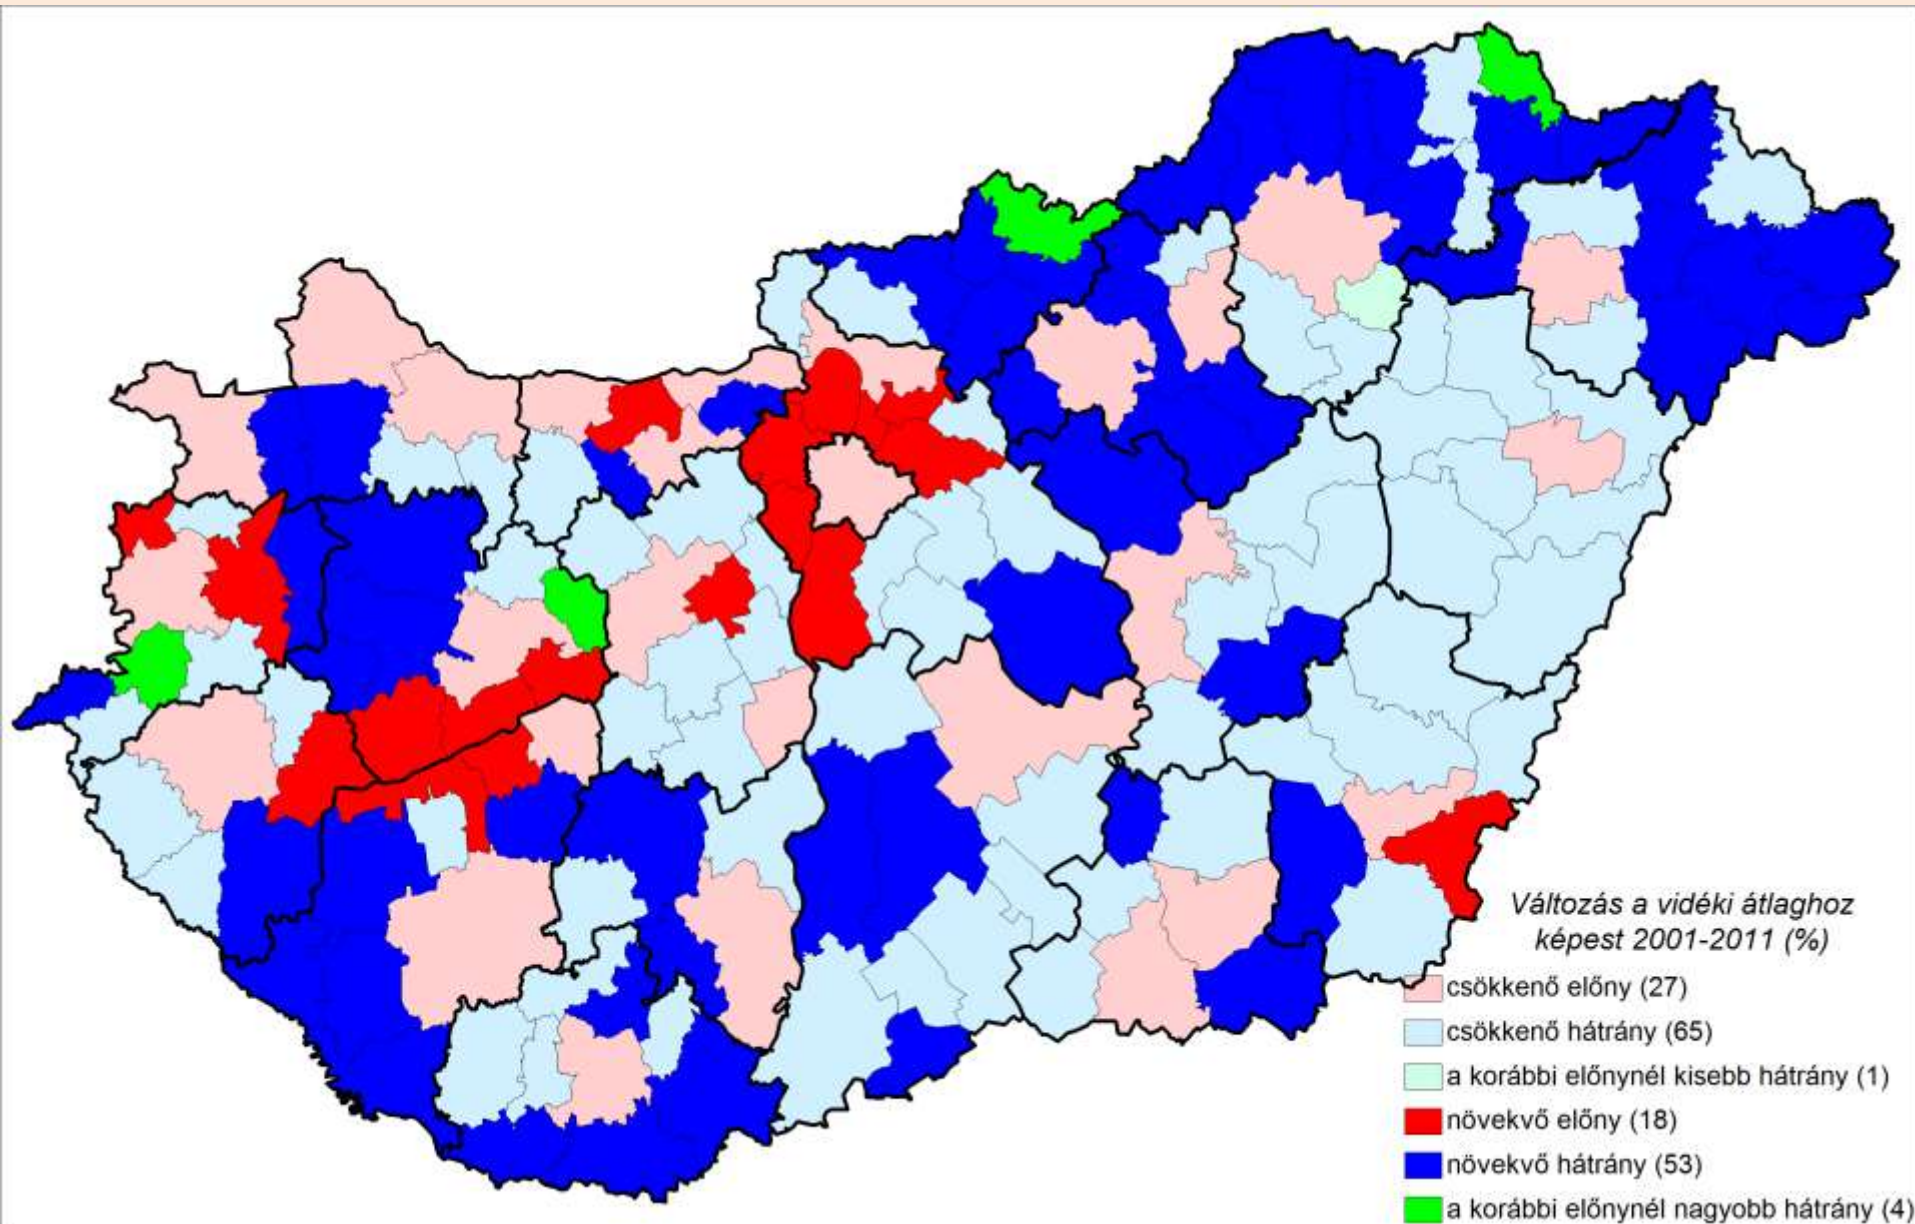 Változás a vidéki átlaghoz
képest 2001-2011 (%)
csökkenő előny (27)
csökkenő hátrány (65)
a korábbi előnynél kisebb hátrány (1)
növekvő előny (18)
növekvő hátrány (53)
a korábbi előnynél nagyobb hátrány (4)